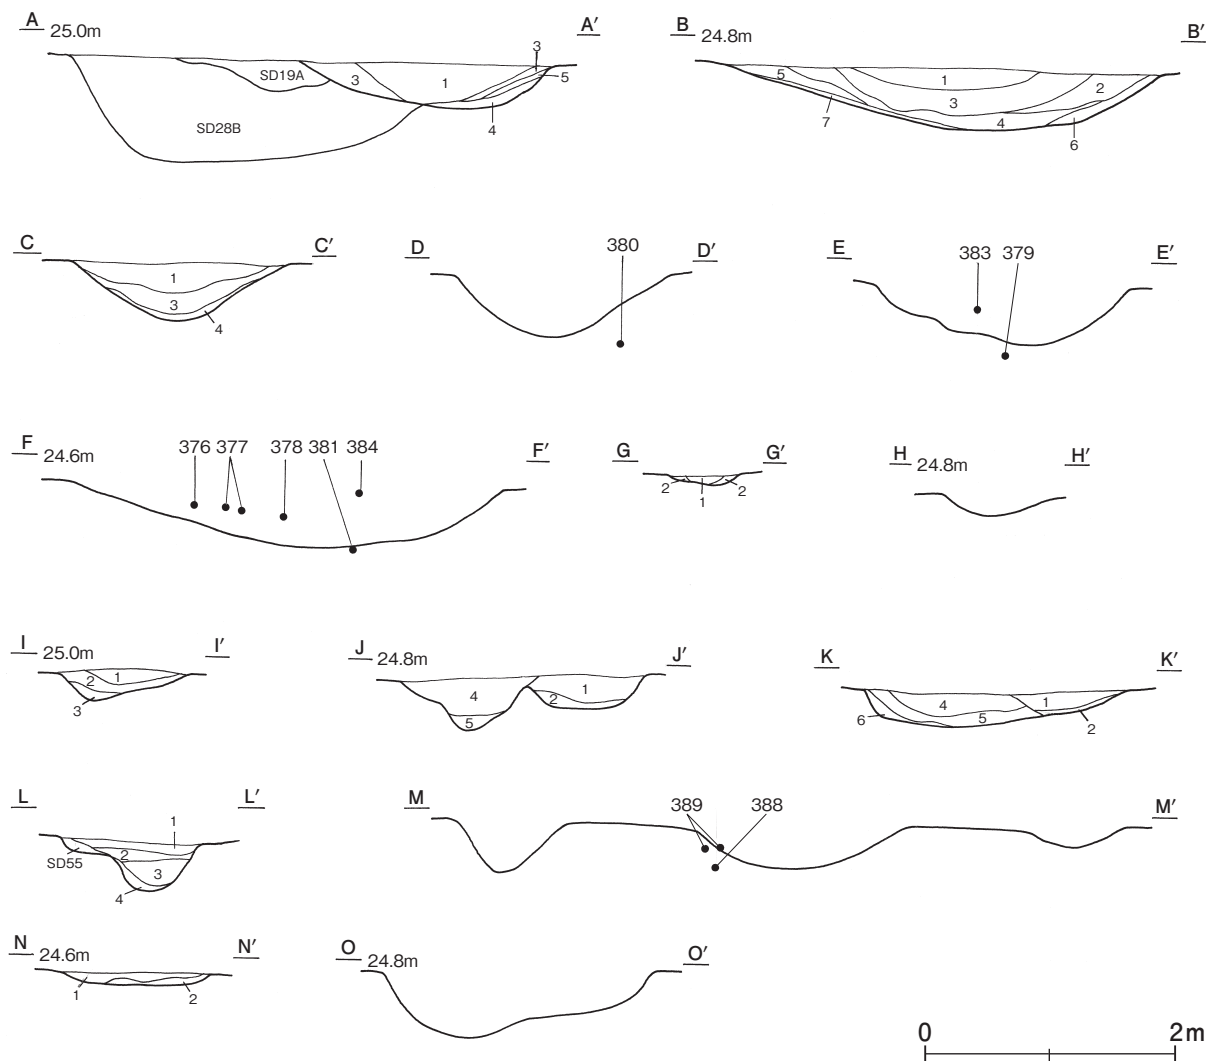 A 25.0m A′
SD19A 3 1 3 5 4
SD28B
B 24.8m B′
5 1 2 3 4 7 6
C C′
1 3 4
D 380 D′
E 383 379 E′
F 24.6m 376 377 378 381 384 F′
G G′
2 1 2
H 24.8m H′
I 25.0m I′
2 1 3
J 24.8m J′
4 2 1 5
K K′
4 1 6 5 2
L L′
1
SD55 2 3 4
M 389 388 M′
N 24.6m N′
1 2
O 24.8m O′
0 2m